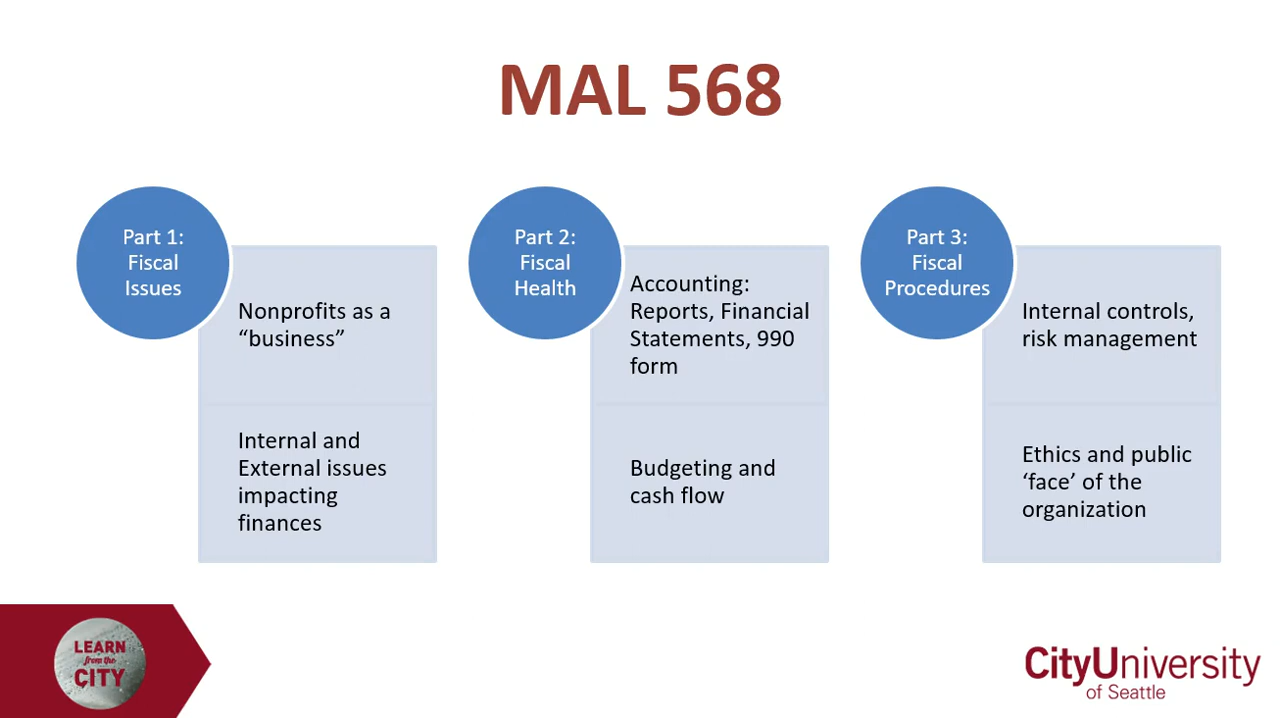 MAL 568
Part 1:
Fiscal
Issues
Nonprofits as a
“business”
Internal and
External issues
impacting
finances
Part 2:
Fiscal
Health
Accounting:
Reports, Financial
Statements, 990
form
Budgeting and
cash flow
Part 3:
Fiscal
Procedures
Internal controls,
risk management
Ethics and public
‘face’ of the
organization
LEARN
from the
CITY
CityUniversity
of Seattle